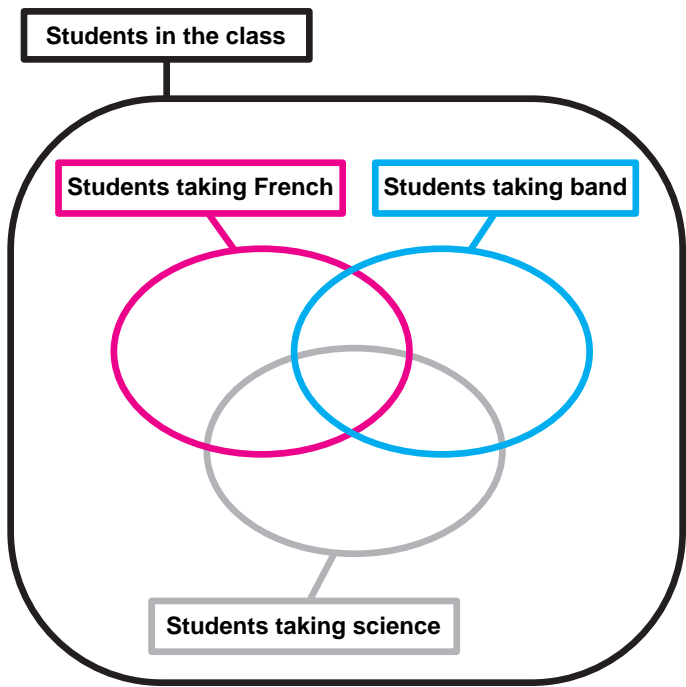 Students in the class
Students taking French
Students taking band
Students taking science